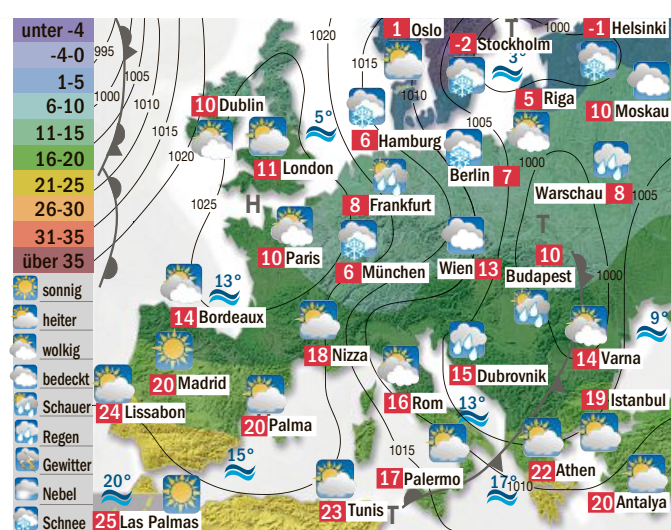 unter -4
-4-0
1-5
6-10
11-15
16-20
21-25
26-30
31-35
über 35
sonnig
heiter
wolkig
bedeckt
Schauer
Regen
Gewitter
Nebel
Schnee
995
1000
1005
1010
1015
1020
1025
1020
1015
1010
1000
1000
1005
1000
1015
1010
1 Oslo
T
-2 Stockholm
3°
-1 Helsinki
10 Dublin
5°
5 Riga
10 Moskau
11 London
6 Hamburg
Berlin 7
Warschau 8
H
8 Frankfurt
T
10 Paris
6 München
Wien 13
10
Budapest
13°
14 Bordeaux
9°
18 Nizza
14 Varna
20 Madrid
15 Dubrovnik
24 Lissabon
20 Palma
16 Rom
13°
19 Istanbul
15°
17 Palermo
22 Athen
20°
17°
20 Antalya
25 Las Palmas
23 Tunis
T